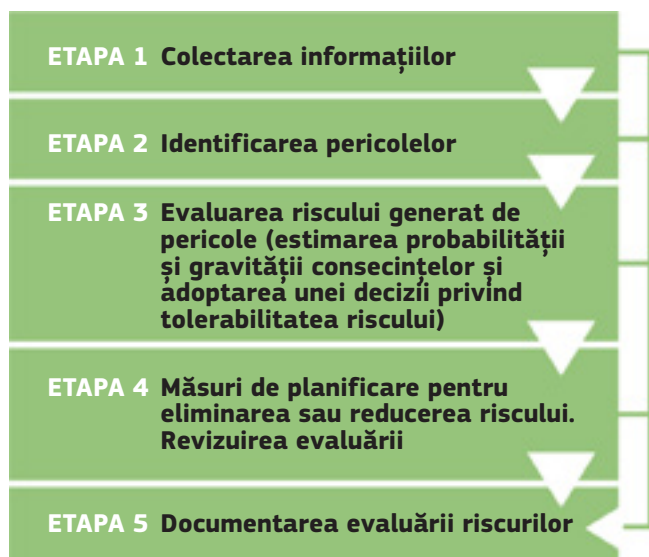 ETAPA 1 Colectarea informațiilor
ETAPA 2 Identificarea pericolelor
ETAPA 3 Evaluarea riscului generat de
pericole (estimarea probabilității
și gravității consecințelor și
adoptarea unei decizii privind
tolerabilitatea riscului)
ETAPA 4 Măsuri de planificare pentru
eliminarea sau reducerea riscului.
Revizuirea evaluării
ETAPA 5 Documentarea evaluării riscurilor